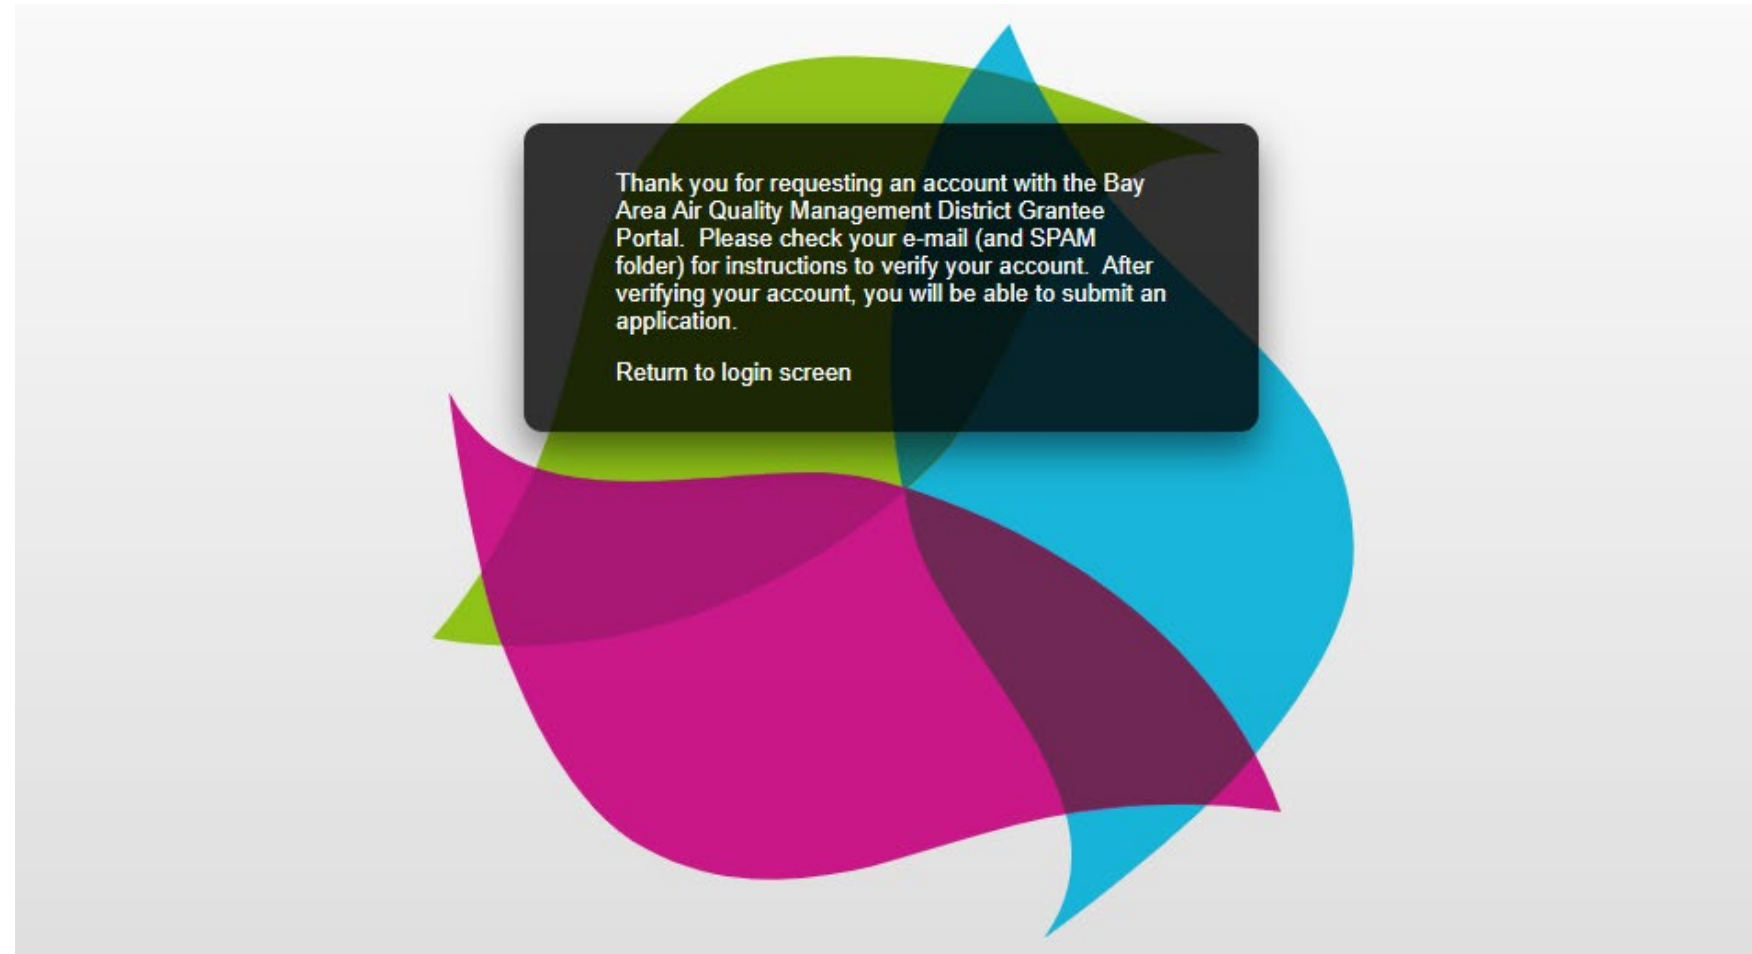 Thank you for requesting an account with the Bay
Area Air Quality Management District Grantee
Portal.  Please check your e-mail (and SPAM
folder) for instructions to verify your account.  After
verifying your account, you will be able to submit an
application.
Return to login screen